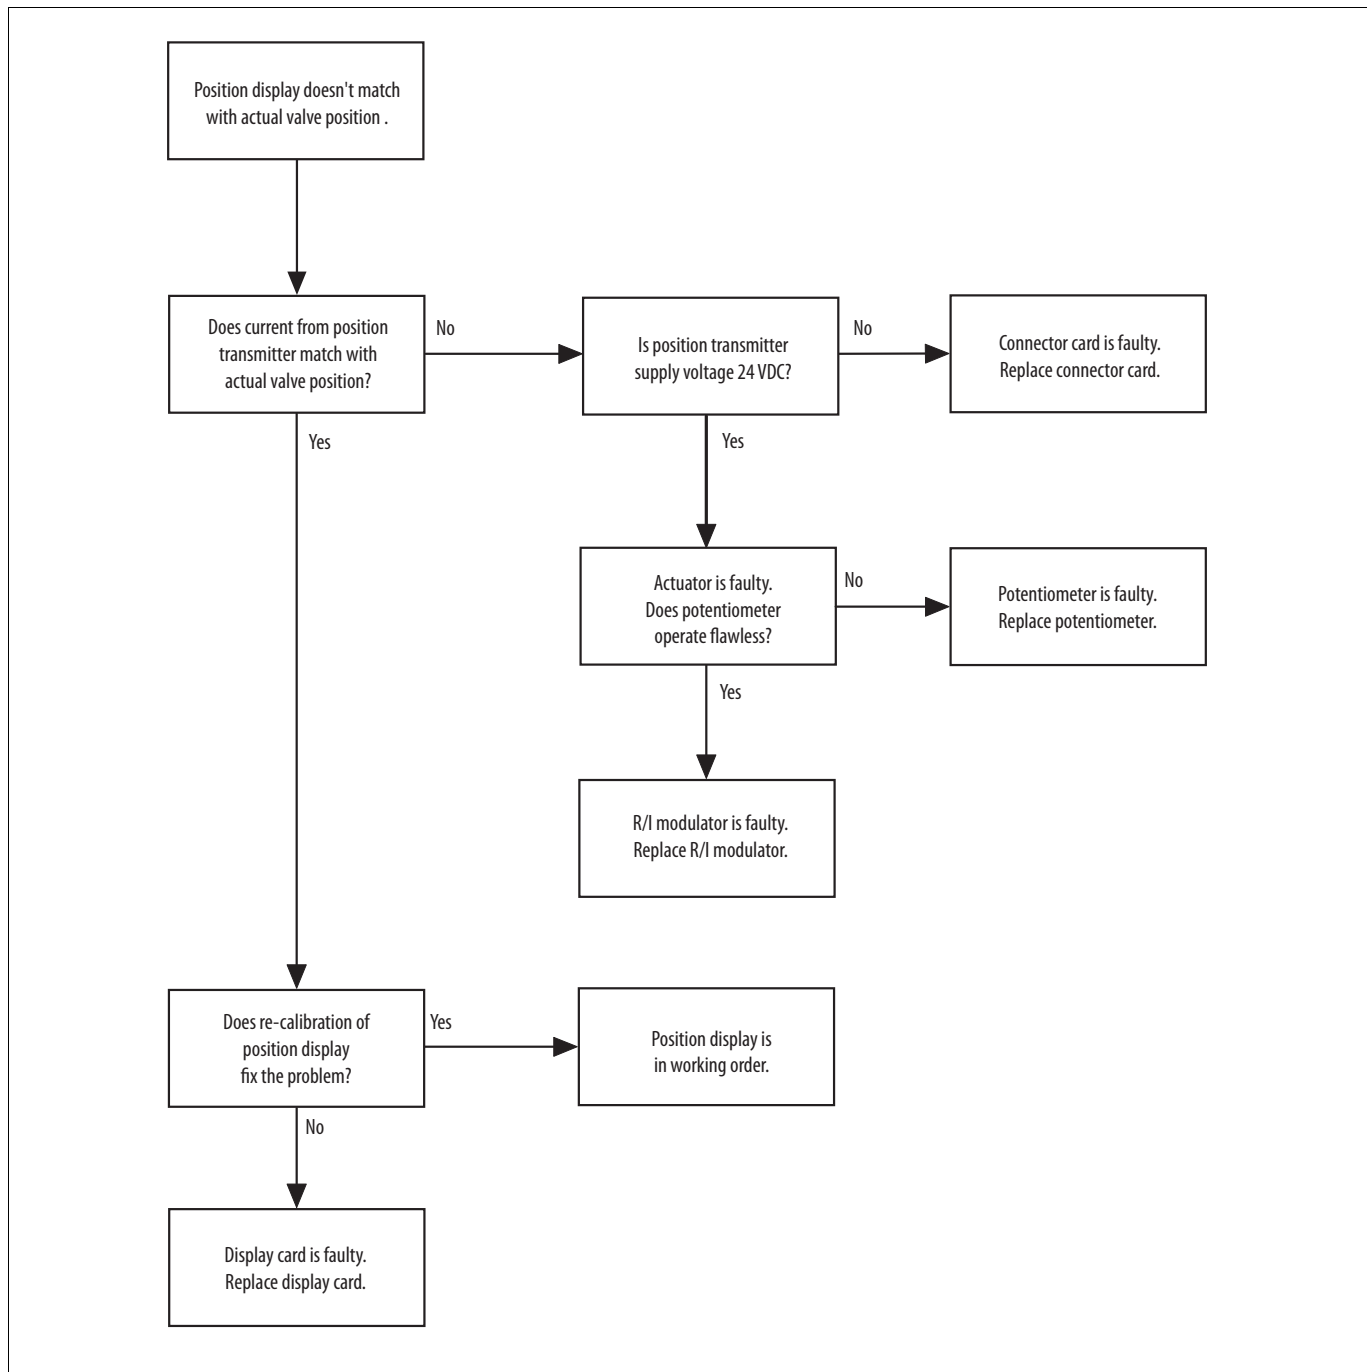 Position display doesn't match
with actual valve position .
Does current from position
transmitter match with
actual valve position?
No
Is position transmitter
supply voltage 24 VDC?
No
Connector card is faulty.
Replace connector card.
Yes
Yes
Actuator is faulty.
Does potentiometer
operate flawless?
No
Potentiometer is faulty.
Replace potentiometer.
Yes
R/I modulator is faulty.
Replace R/I modulator.
Does re-calibration of
position display
fix the problem?
Yes
Position display is
in working order.
No
Display card is faulty.
Replace display card.